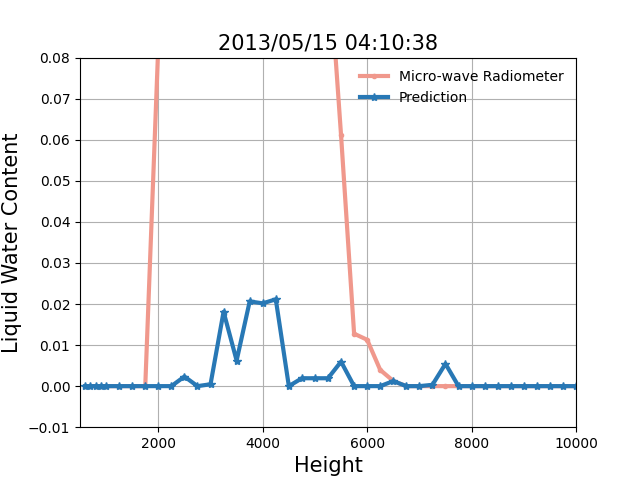 2013/05/15 04:10:38
0.08
0.07
0.06
0.05
0.04
0.03
0.02
0.01
0.00
−0.01
Liquid Water Content
Micro-wave Radiometer
Prediction
2000 4000 6000 8000 10000
Height